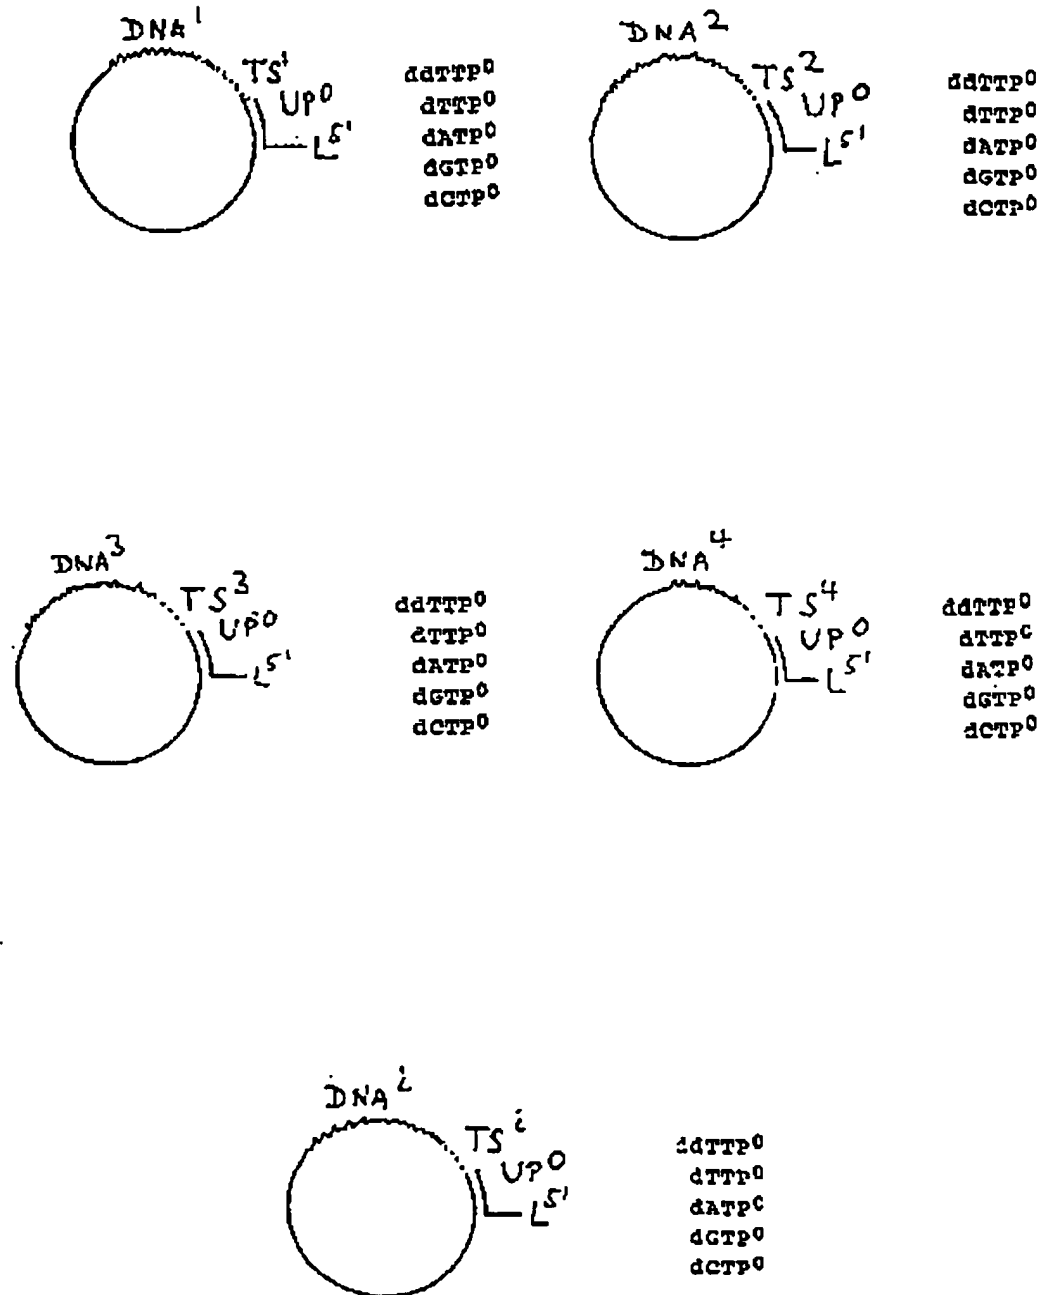 DNA¹
TS¹
UP⁰
L⁵'
ddTTP⁰
dTTP⁰
dATP⁰
dGTP⁰
dCTP⁰
DNA²
TS²
UP⁰
L⁵'
ddTTP⁰
dTTP⁰
dATP⁰
dGTP⁰
dCTP⁰
DNA³
TS³
UP⁰
L⁵'
ddTTP⁰
dTTP⁰
dATP⁰
dGTP⁰
dCTP⁰
DNA⁴
TS⁴
UP⁰
L⁵'
ddTTP⁰
dTTP⁰
dATP⁰
dGTP⁰
dCTP⁰
DNAⁱ
TSⁱ
UP⁰
L⁵'
ddTTP⁰
dTTP⁰
dATP⁰
dGTP⁰
dCTP⁰